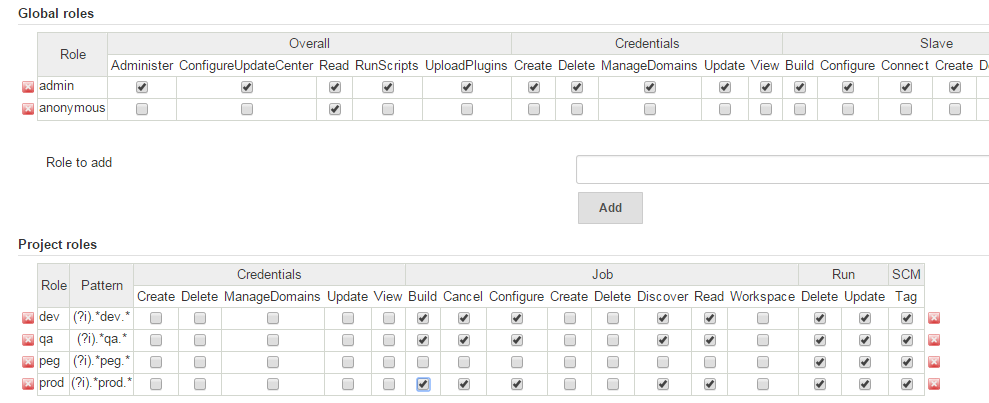 Global roles
Role Overall Credentials Slave
Administer ConfigureUpdateCenter Read RunScripts UploadPlugins Create Delete ManageDomains Update View Build Configure Connect Create
admin
anonymous
Role to add
Add
Project roles
Role Pattern Credentials Job Run SCM
Create Delete ManageDomains Update View Build Cancel Configure Create Delete Discover Read Workspace Delete Update Tag
dev (?i).*dev.*
qa (?i).*qa.*
peg (?i).*peg.*
prod (?i).*prod.*